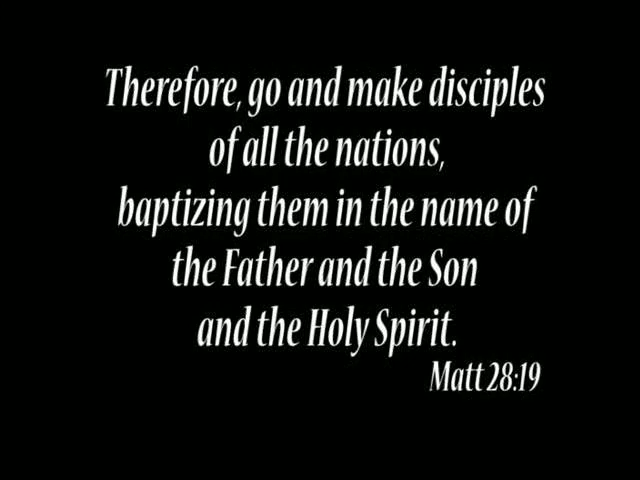 Therefore, go and make disciples
of all the nations,
baptizing them in the name of
the Father and the Son
and the Holy Spirit.
Matt 28:19